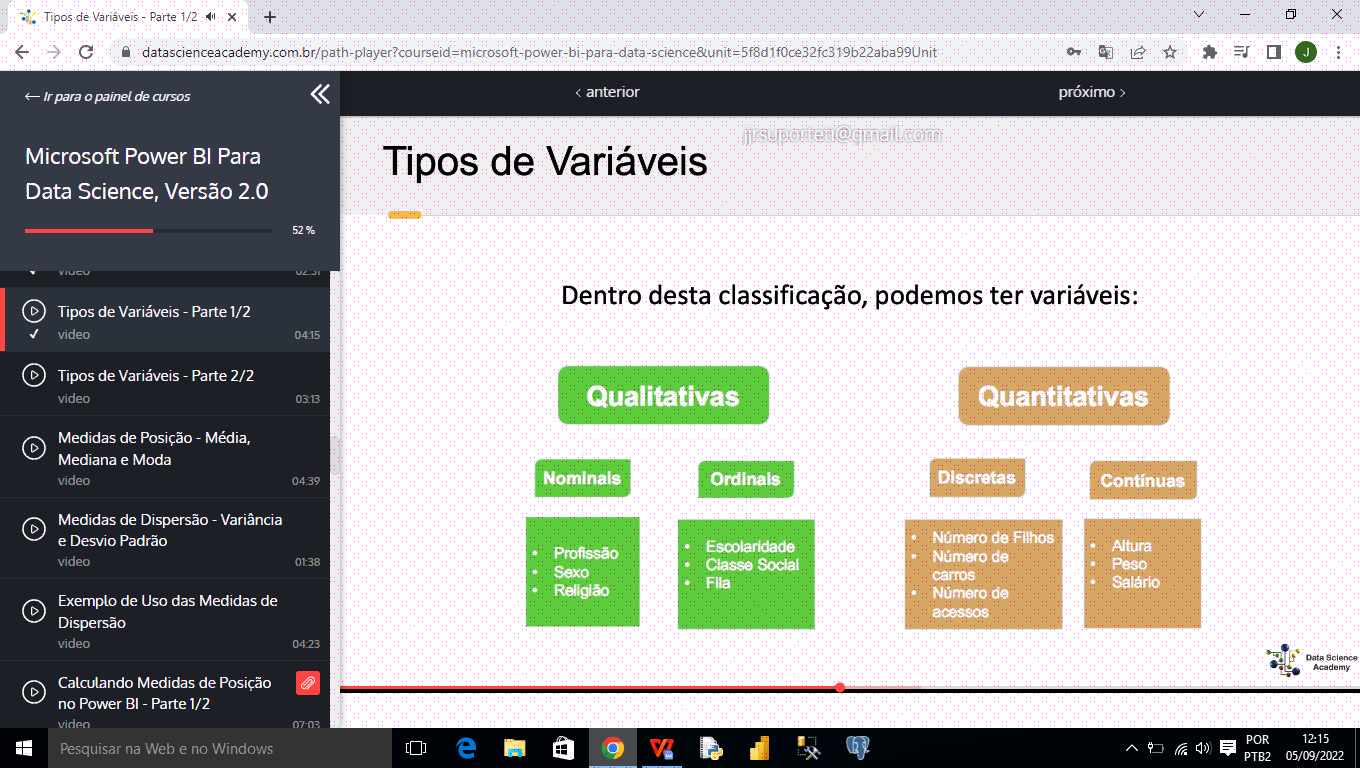 Tipos de Variáveis - Parte 1/2
datascienceacademy.com.br/path-player?courseid=microsoft-power-bi-para-data-science&unit=5f8d1f0ce32fc319b22aba99Unit
J
Ir para o painel de cursos
anterior
próximo
Microsoft Power BI Para
Data Science, Versão 2.0
52 %
video
02:31
Tipos de Variáveis - Parte 1/2
video
04:15
Tipos de Variáveis - Parte 2/2
video
03:13
Medidas de Posição - Média,
Mediana e Moda
video
04:39
Medidas de Dispersão - Variância
e Desvio Padrão
video
01:38
Exemplo de Uso das Medidas de
Dispersão
video
04:23
Calculando Medidas de Posição
no Power BI - Parte 1/2
video
07:03
jjrsuporteri@gmail.com
Tipos de Variáveis
Dentro desta classificação, podemos ter variáveis:
Qualitativas
Quantitativas
Nominais
Ordinais
Discretas
Contínuas
• Profissão
• Sexo
• Religião
• Escolaridade
• Classe Social
• Fila
• Número de Filhos
• Número de
carros
• Número de
acessos
• Altura
• Peso
• Salário
Data Science
Academy
Pesquisar na Web e no Windows
POR
PTB2
12:15
05/09/2022